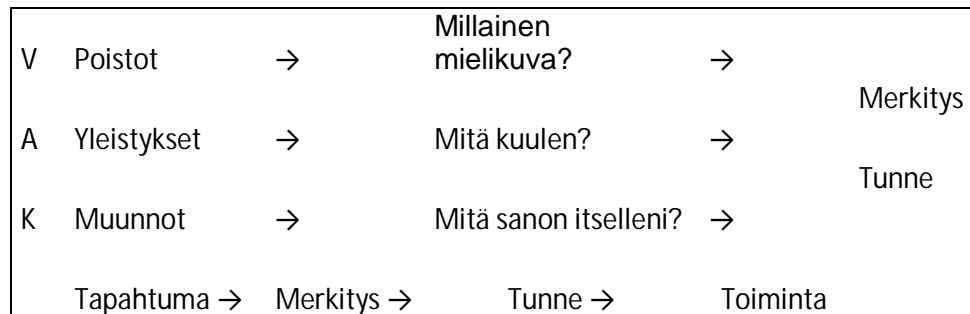 Millainen
V Poistot → mielikuva? →
Merkitys
A Yleistykset → Mitä kuulen? →
Tunne
K Muunnot → Mitä sanon itselleni? →
Tapahtuma → Merkitys → Tunne → Toiminta